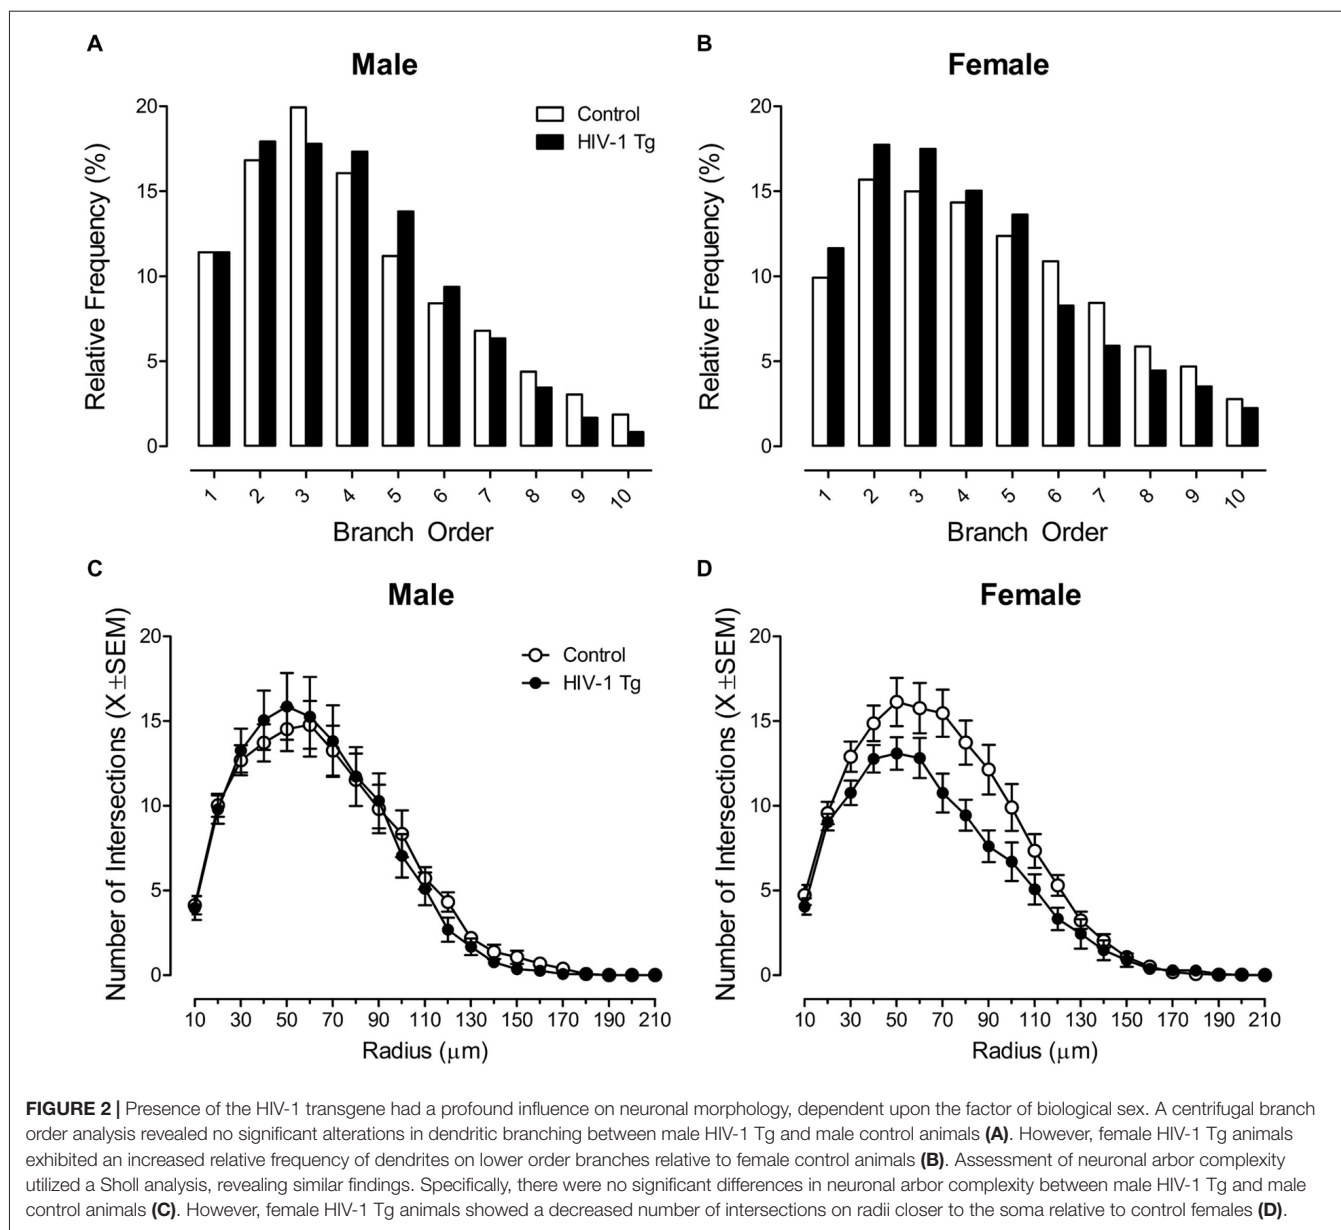 A
Male
20
15
10
5
0
Relative Frequency (%)
Control
HIV-1 Tg
1 2 3 4 5 6 7 8 9 10
Branch Order
B
Female
20
15
10
5
0
Relative Frequency (%)
1 2 3 4 5 6 7 8 9 10
Branch Order
C
Male
20
15
10
5
0
Number of Intersections (X±SEM)
Control
HIV-1 Tg
10 30 50 70 90 110 130 150 170 190 210
Radius (μm)
D
Female
20
15
10
5
0
Number of Intersections (X±SEM)
10 30 50 70 90 110 130 150 170 190 210
Radius (μm)
FIGURE 2 | Presence of the HIV-1 transgene had a profound influence on neuronal morphology, dependent upon the factor of biological sex. A centrifugal branch
order analysis revealed no significant alterations in dendritic branching between male HIV-1 Tg and male control animals (A). However, female HIV-1 Tg animals
exhibited an increased relative frequency of dendrites on lower order branches relative to female control animals (B). Assessment of neuronal arbor complexity
utilized a Sholl analysis, revealing similar findings. Specifically, there were no significant differences in neuronal arbor complexity between male HIV-1 Tg and male
control animals (C). However, female HIV-1 Tg animals showed a decreased number of intersections on radii closer to the soma relative to control females (D).